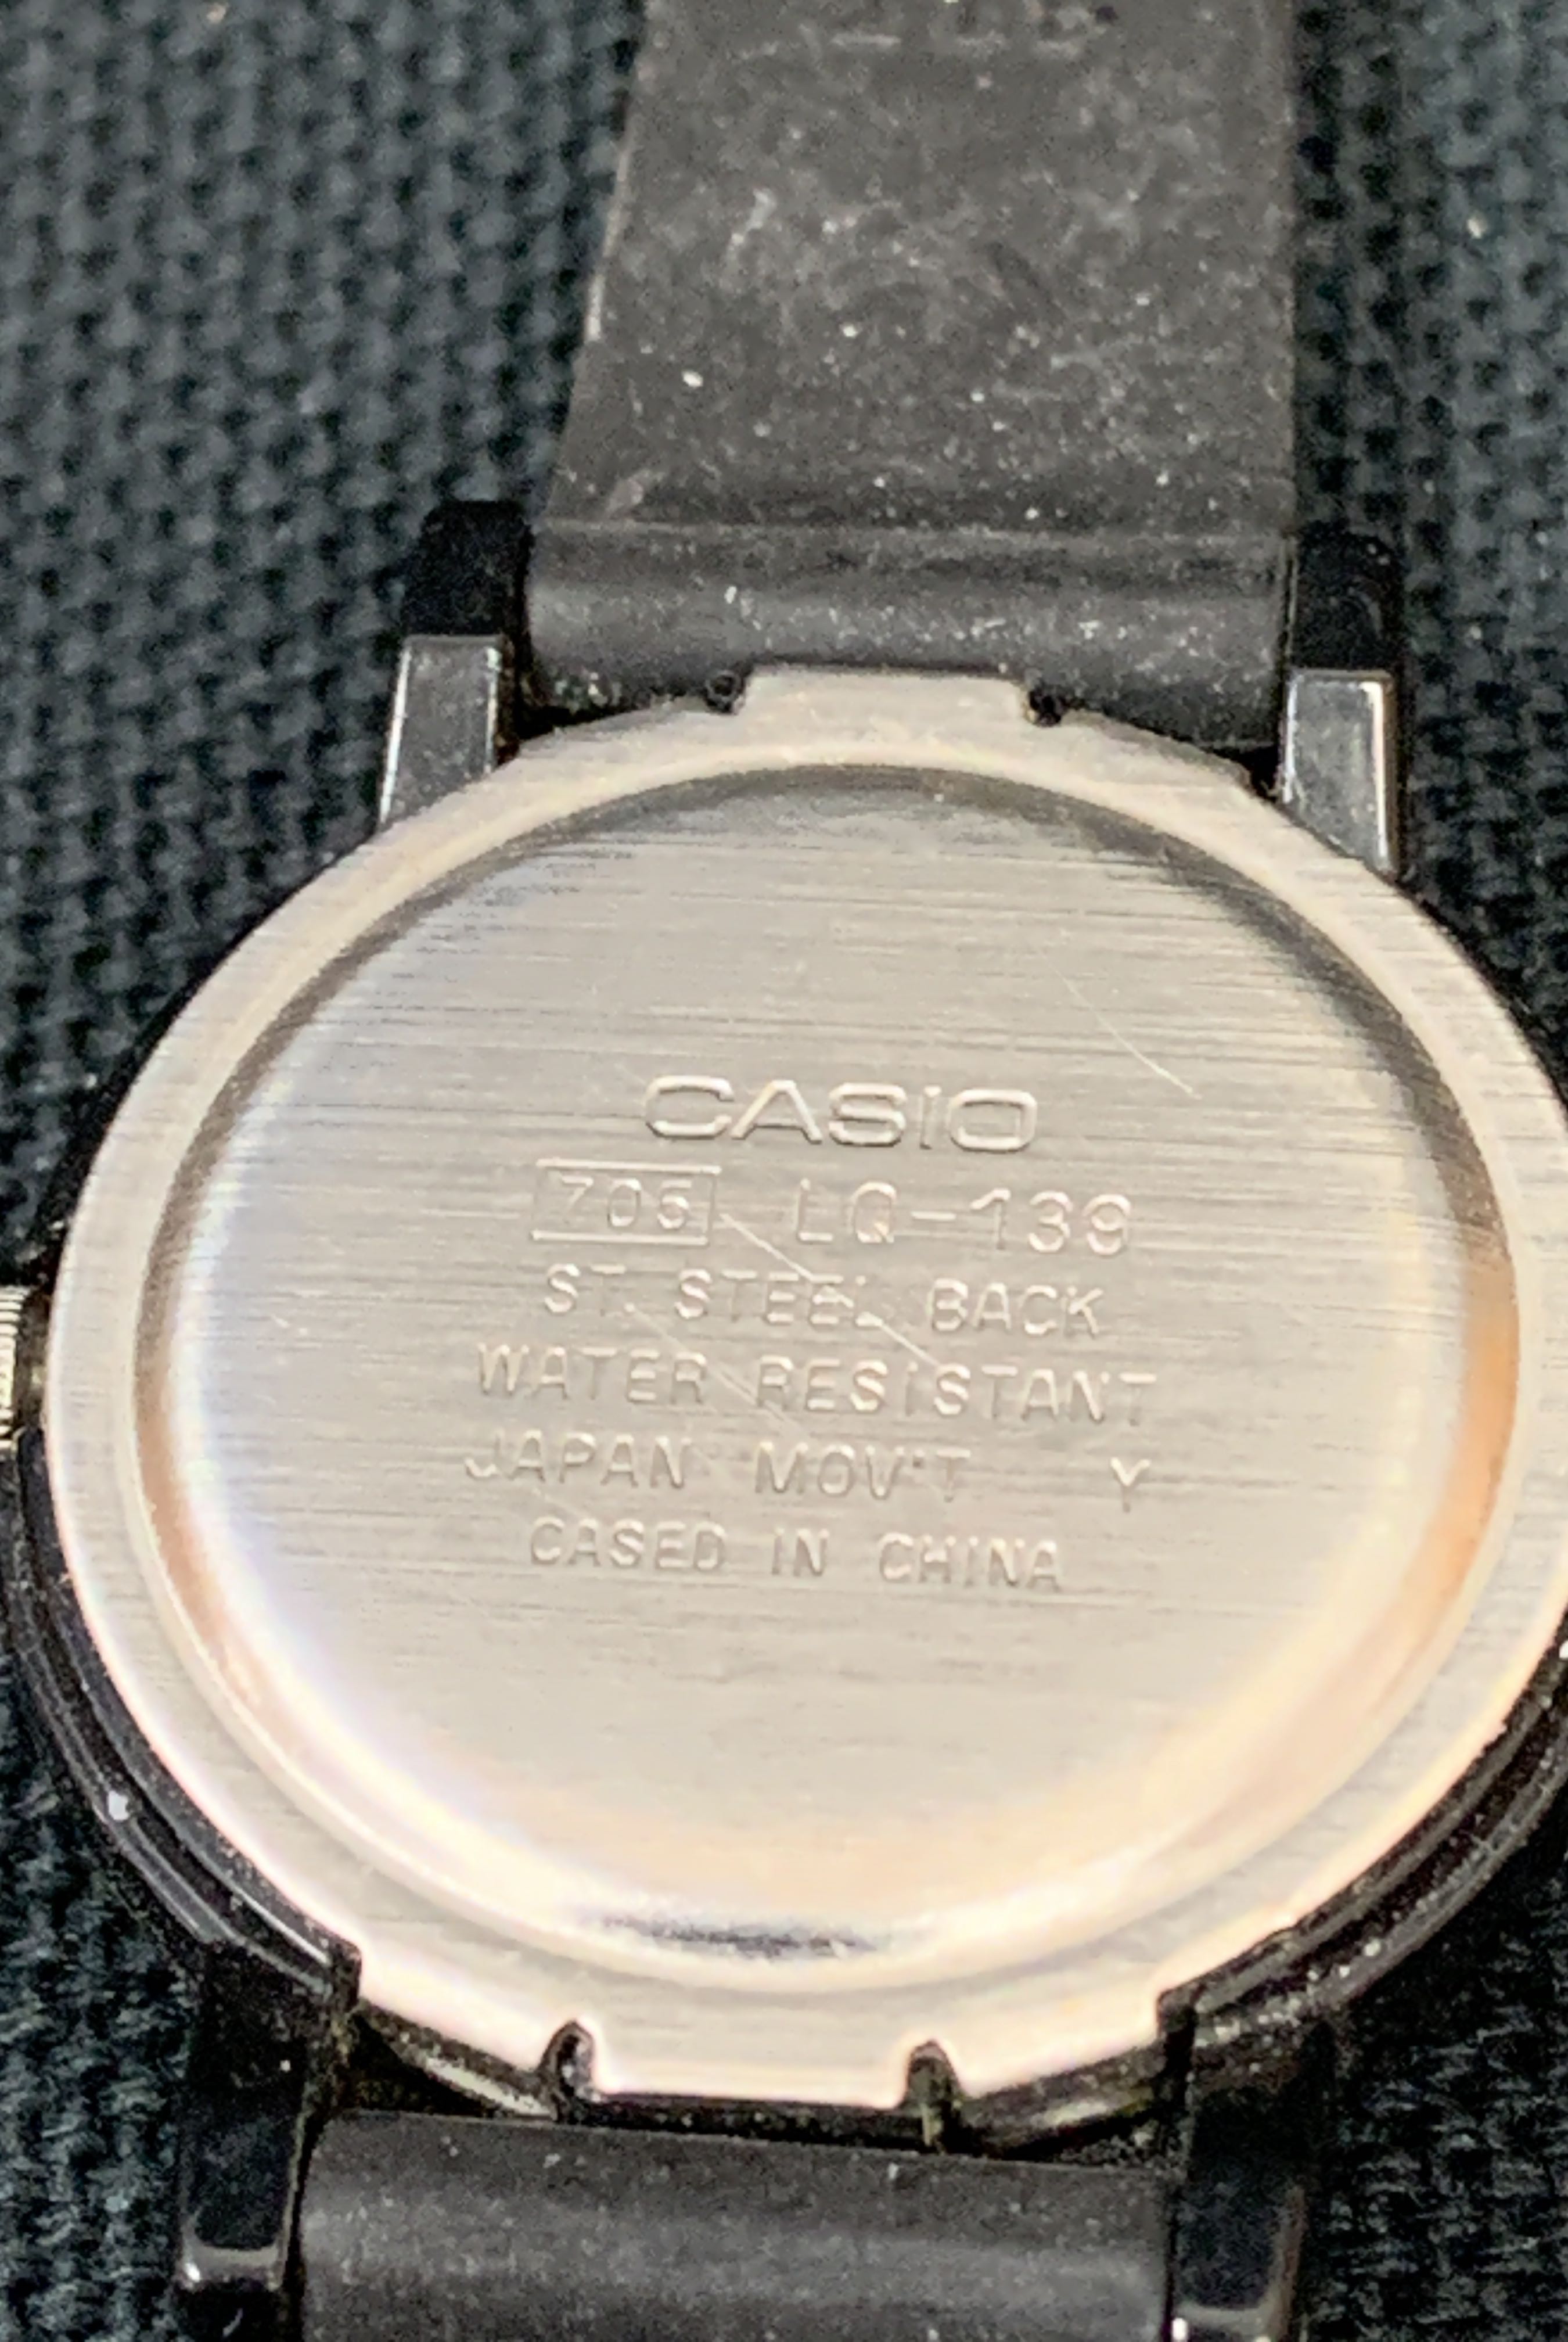 CASIO
705 LQ-139
ST. STEEL BACK
WATER RESISTANT
JAPAN MOV'T Y
CASED IN CHINA